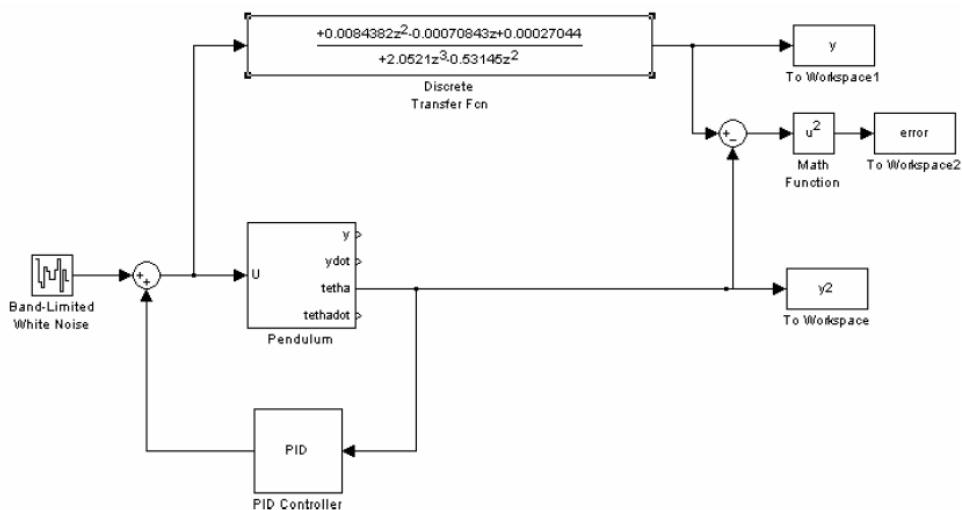 +0.0084382z²-0.00070843z+0.00027044
+2.0521z³-0.53145z²
Discrete
Transfer Fcn
y
To Workspace1
+
-
u²
Math
Function
error
To Workspace2
Band-Limited
White Noise
+
+
U
y
ydot
tetha
tethadot
Pendulum
y2
To Workspace
PID
PID Controller